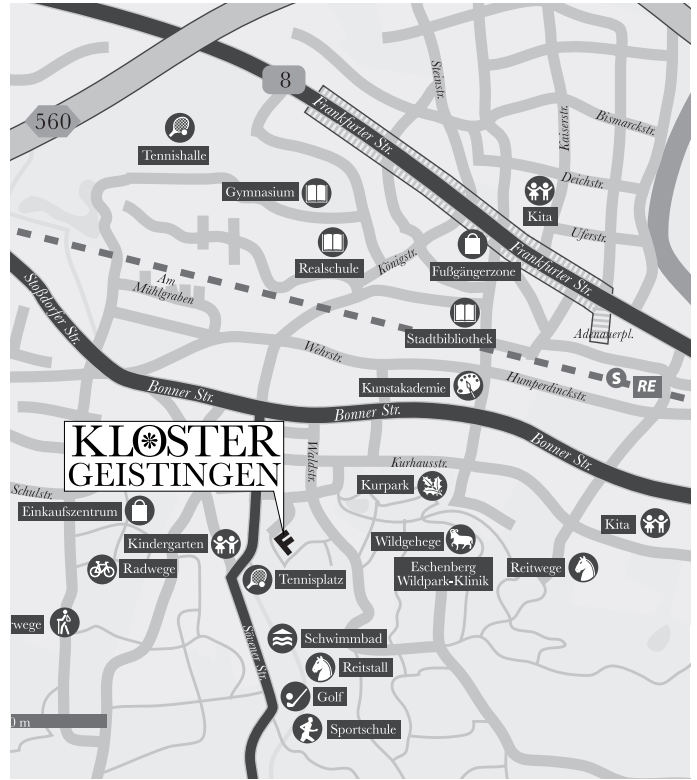 8
560
Frankfurter Str.
Steinstr.
Kaiserstr.
Bismarckstr.
Tennishalle
Deichstr.
Gymnasium
Kita
Uferstr.
Realschule
Königstr.
Fußgängerzone
Frankfurter Str.
Am
Mühlgraben
Stoßdorfer Str.
Stadtbibliothek
Adenauerpl.
Wehrstr.
Humperdinckstr.
S RE
Kunstakademie
Bonner Str.
Bonner Str.
Bonner Str.
KLOSTER
GEISTINGEN
Waldstr.
Kurhausstr.
Schulstr.
Kurpark
Einkaufszentrum
Kita
Kindergarten
Wildgehege
Radwege
Eschenberg
Wildpark-Klinik
Reitwege
Tennisplatz
rwege
Schwimmbad
Sövener Str.
Reitstall
Golf
0 m
Sportschule